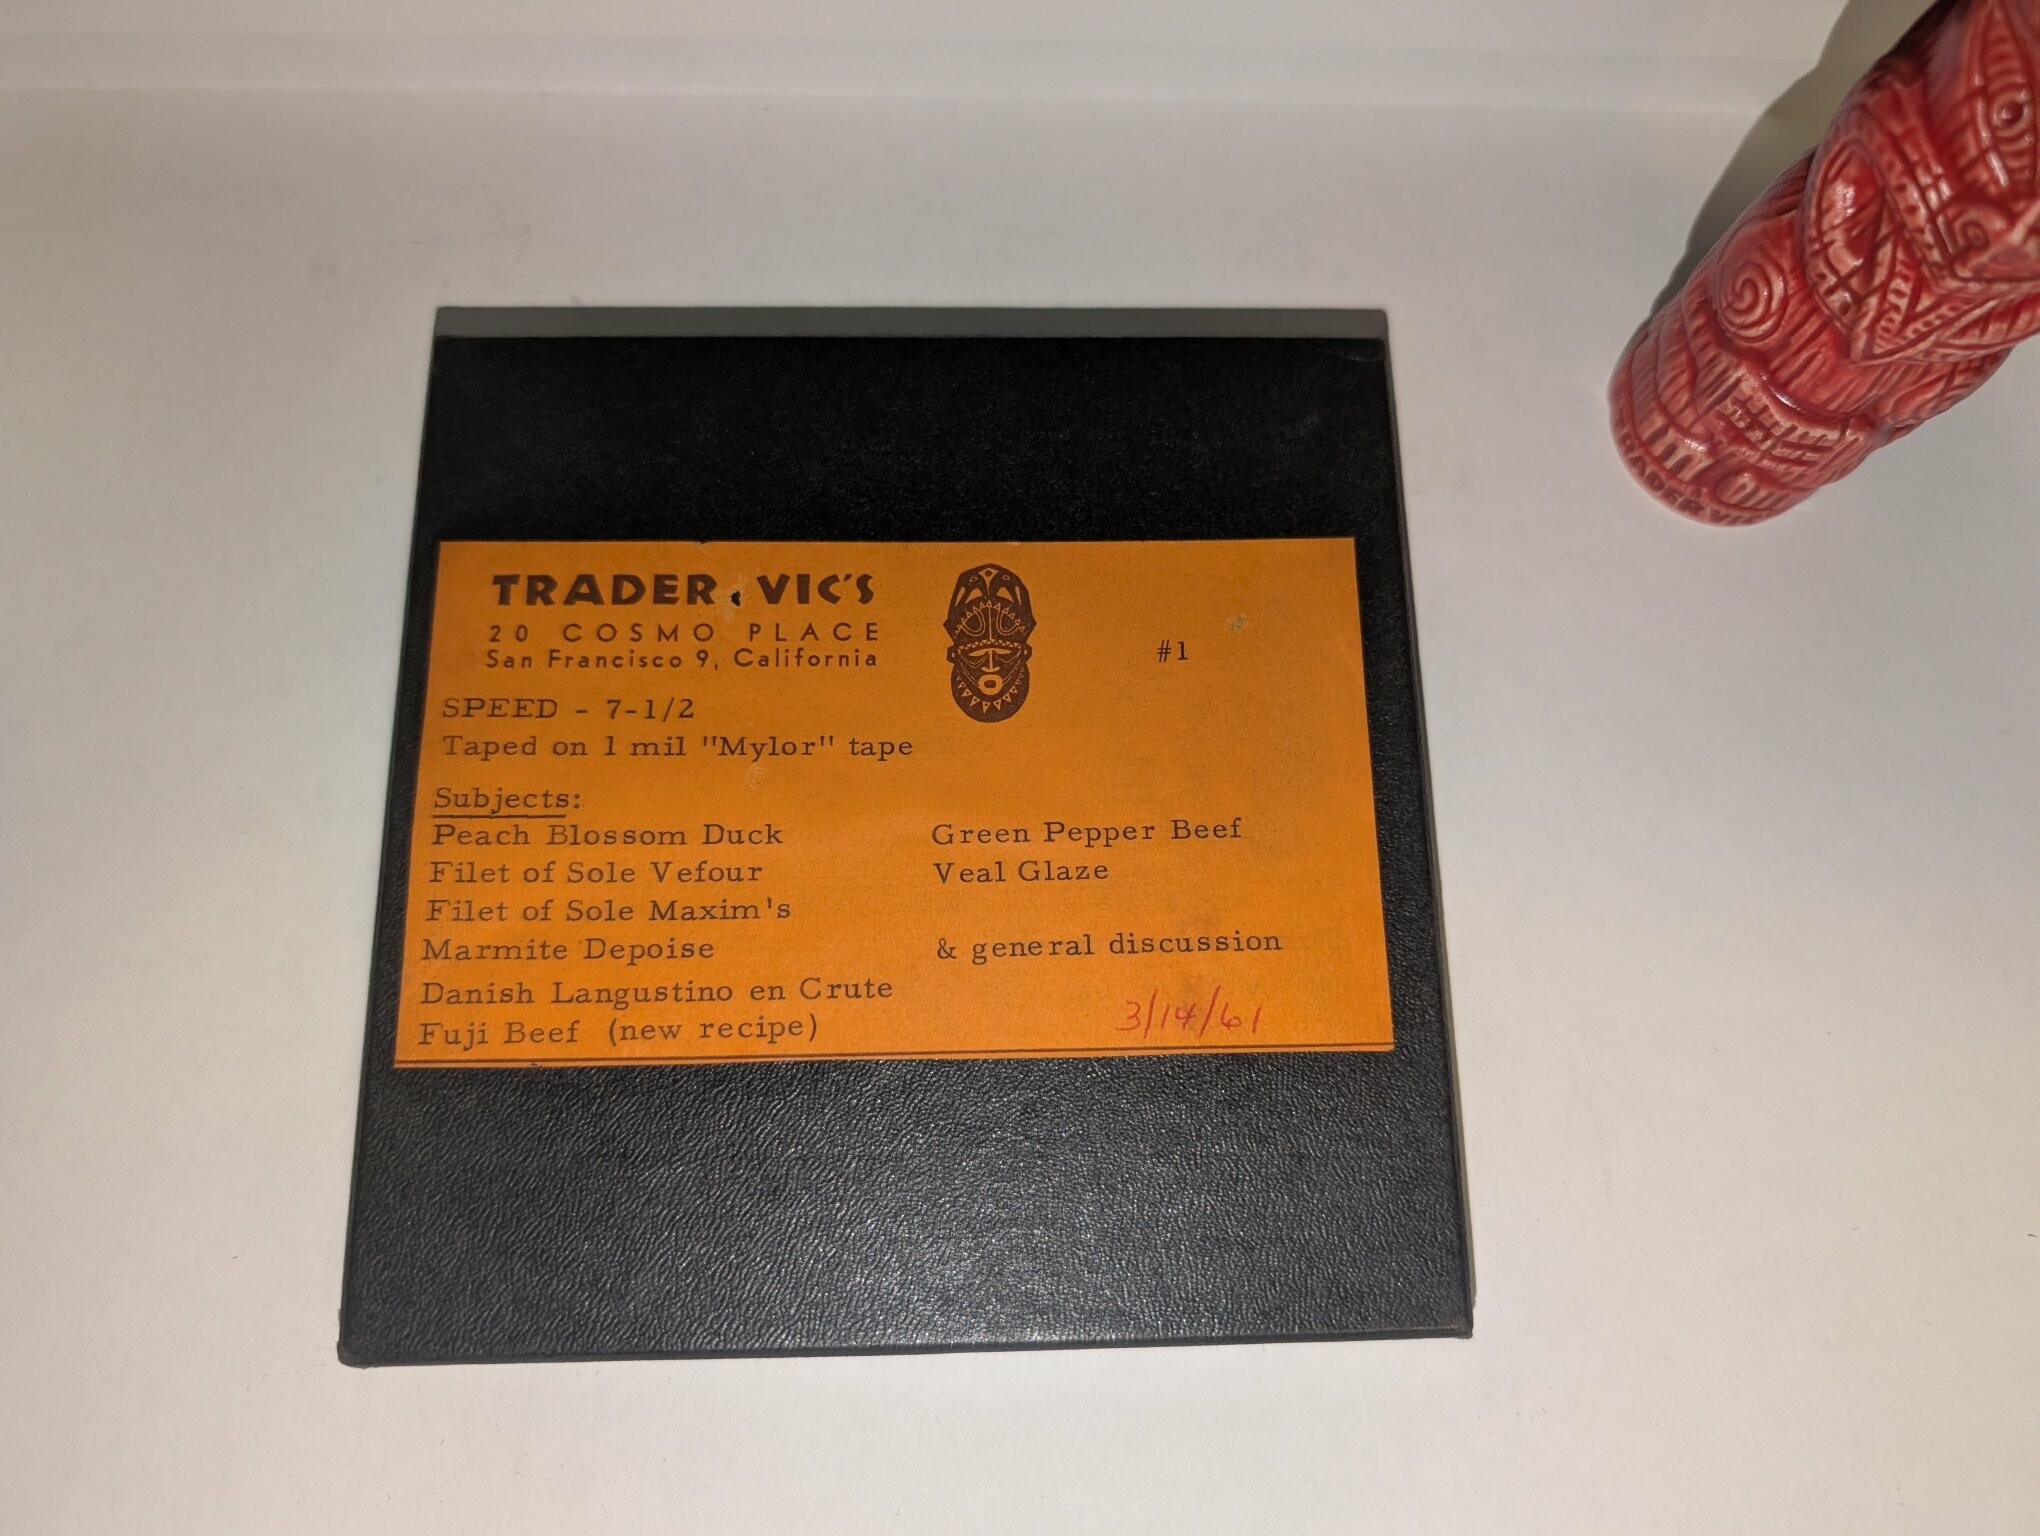 TRADER VIC'S
20 COSMO PLACE
San Francisco 9, California
#1
SPEED - 7-1/2
Taped on 1 mil "Mylor" tape
Subjects:
Peach Blossom Duck
Filet of Sole Vefour
Filet of Sole Maxim's
Marmite Depoise
Danish Langustino en Crute
Fuji Beef (new recipe)
Green Pepper Beef
Veal Glaze
& general discussion
3/14/61
TRADER VIC